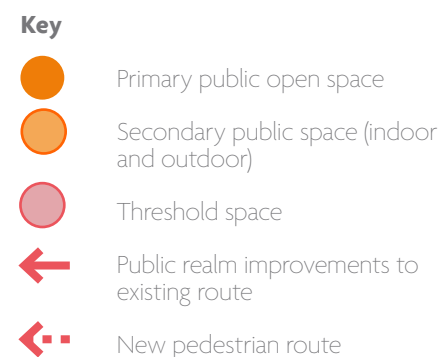 Key
Primary public open space
Secondary public space (indoor
and outdoor)
Threshold space
Public realm improvements to
existing route
New pedestrian route